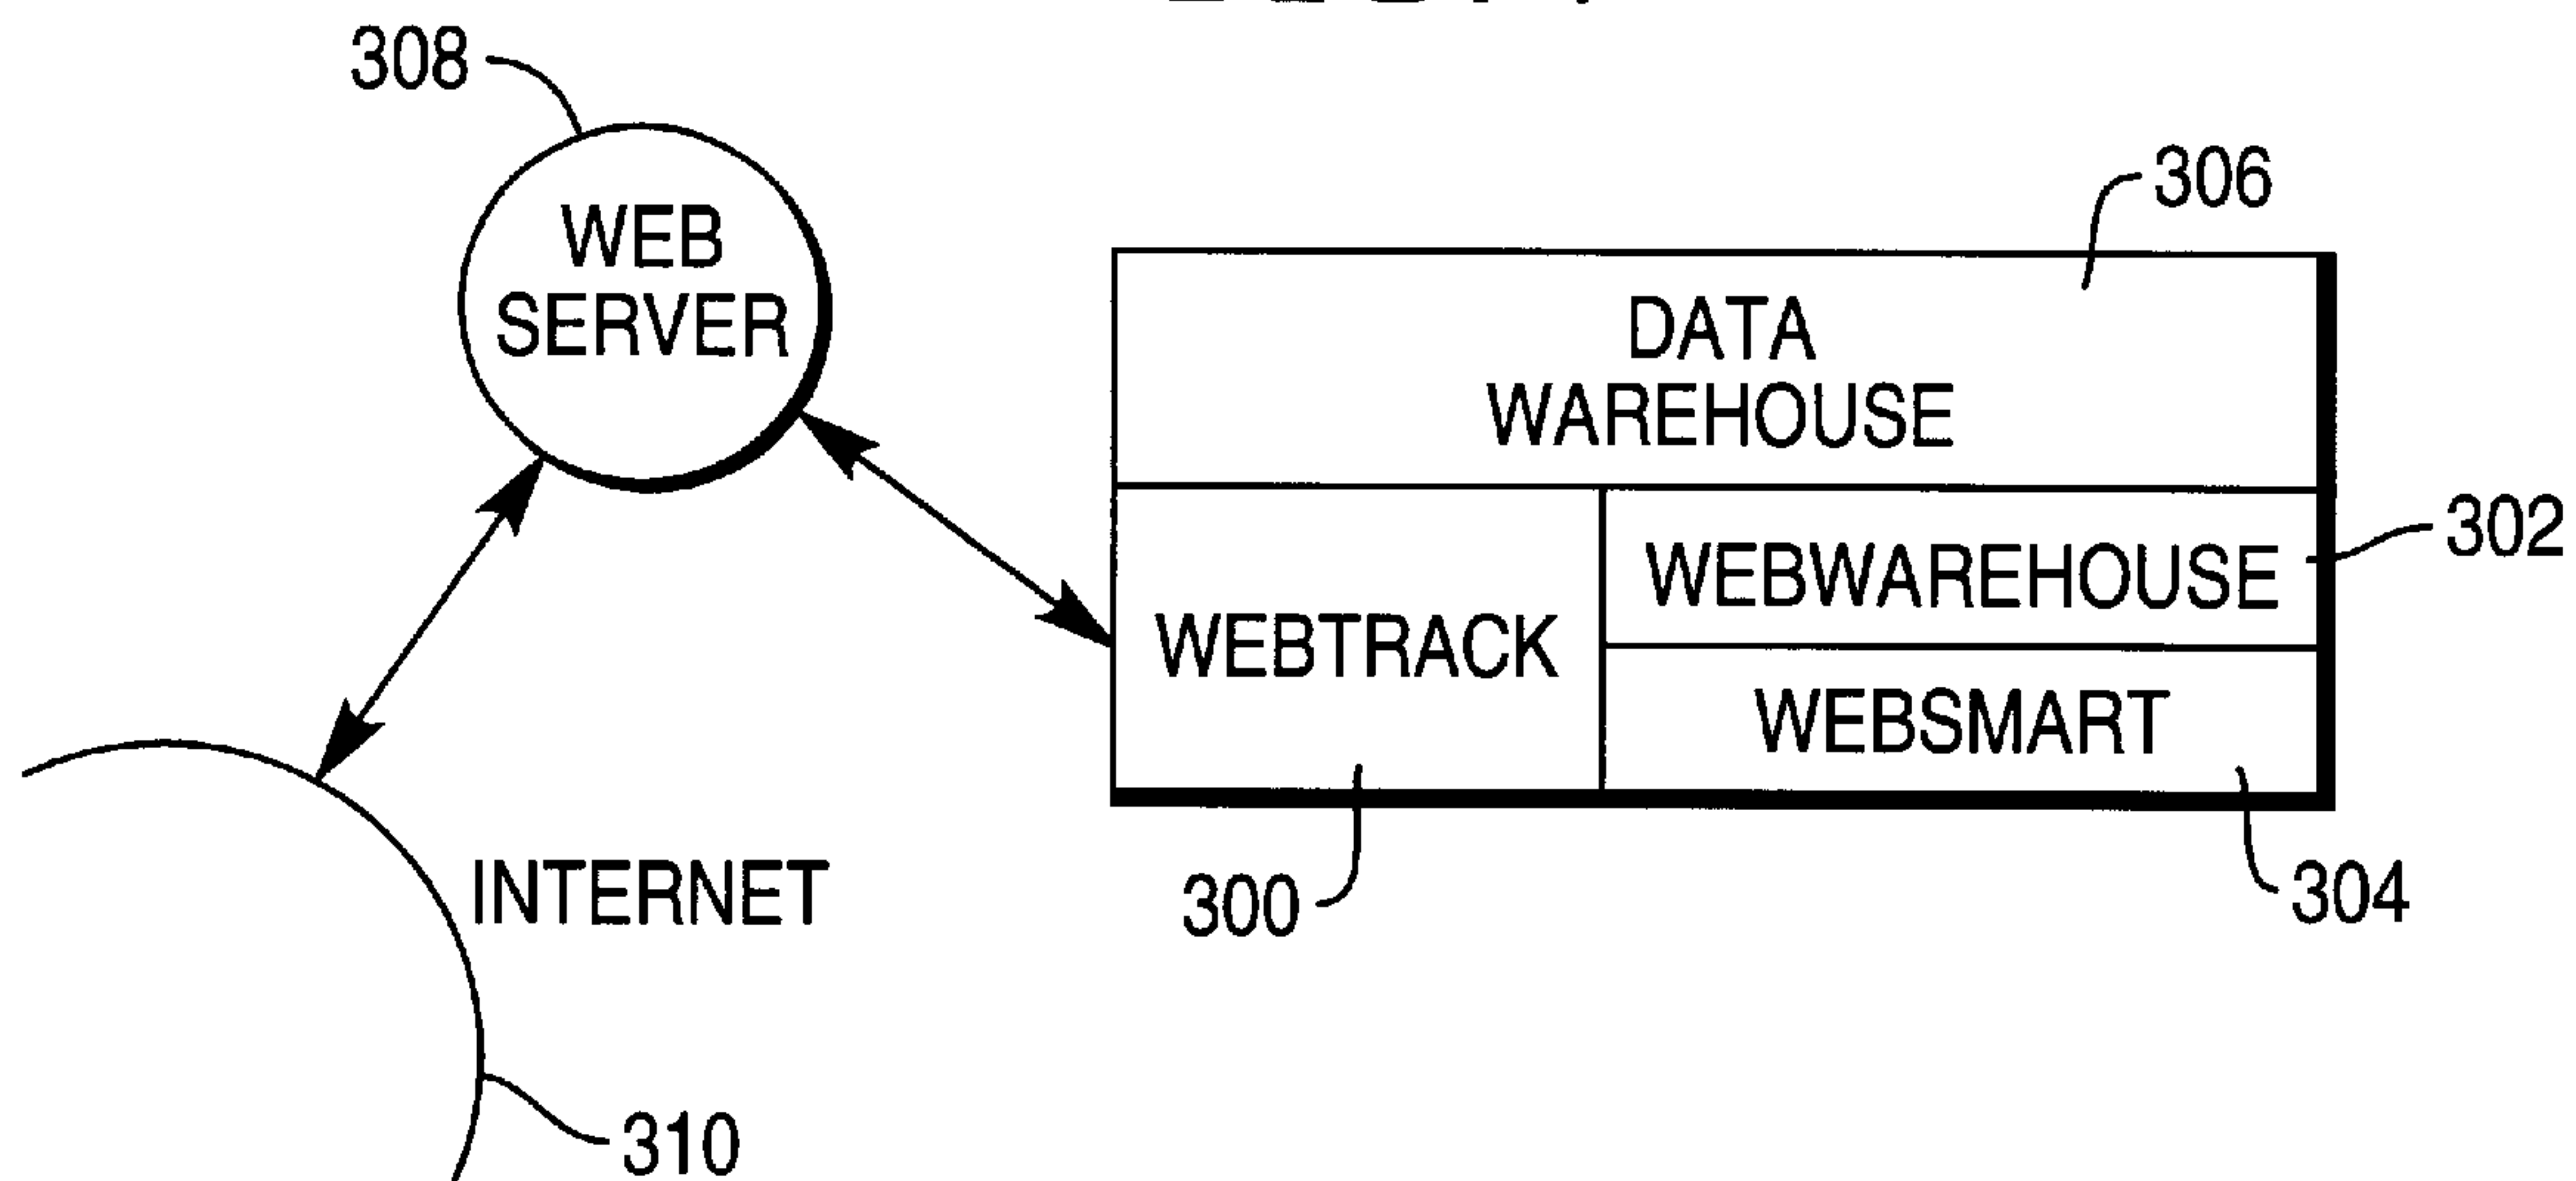 308
WEB
SERVER
306
DATA
WAREHOUSE
302
WEBWAREHOUSE
WEBTRACK
WEBSMART
INTERNET
300
304
310